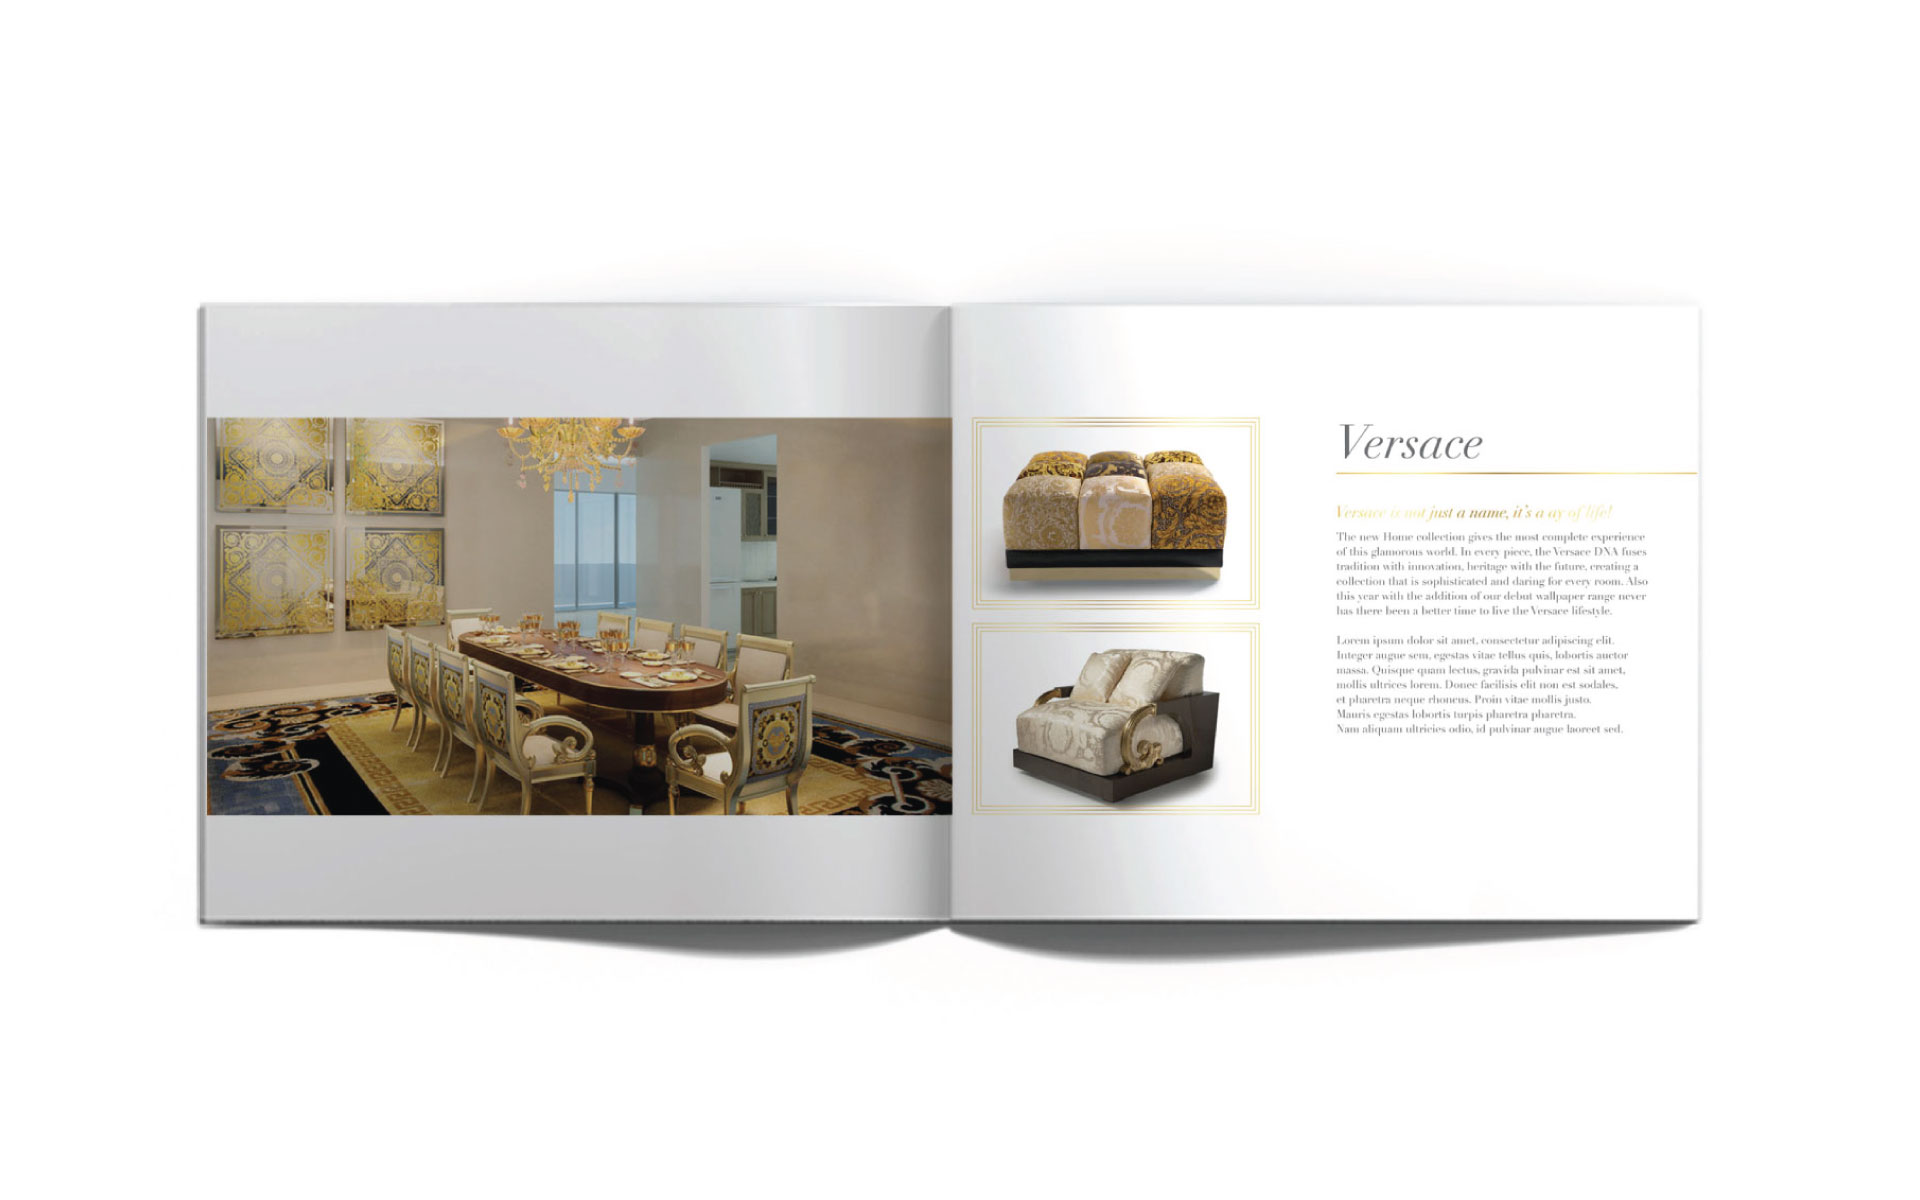 Versace
Versace is not just a name, it's a ay of life!
The new Home collection gives the most complete experience
of this glamorous world. In every piece, the Versace DNA fuses
tradition with innovation, heritage with the future, creating a
collection that is sophisticated and daring for every room. Also
this year with the addition of our debut wallpaper range never
has there been a better time to live the Versace lifestyle.
Lorem ipsum dolor sit amet, consectetur adipiscing elit.
Integer augue sem, egestas vitae tellus quis, lobortis auctor
massa. Quisque quam lectus, gravida pulvinar est sit amet,
mollis ultrices lorem. Donec facilisis elit non est sodales,
et pharetra neque rhoncus. Proin vitae mollis justo.
Mauris egestas lobortis turpis pharetra pharetra.
Nam aliquam ultricies odio, id pulvinar augue laoreet sed.